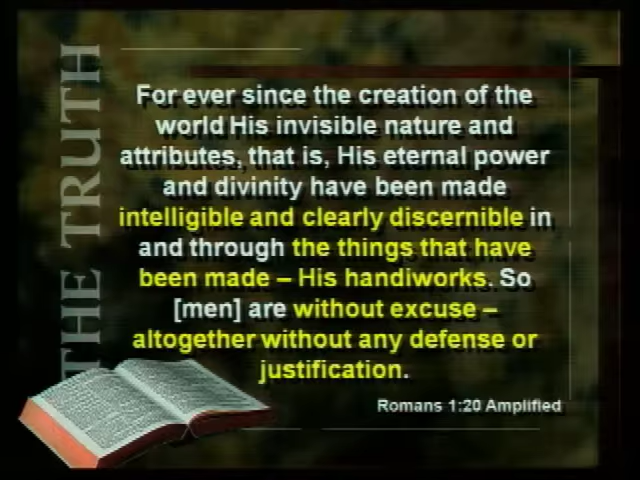 THE TRUTH
For ever since the creation of the
world His invisible nature and
attributes, that is, His eternal power
and divinity have been made
intelligible and clearly discernible in
and through the things that have
been made – His handiworks. So
[men] are without excuse –
altogether without any defense or
justification.
Romans 1:20 Amplified